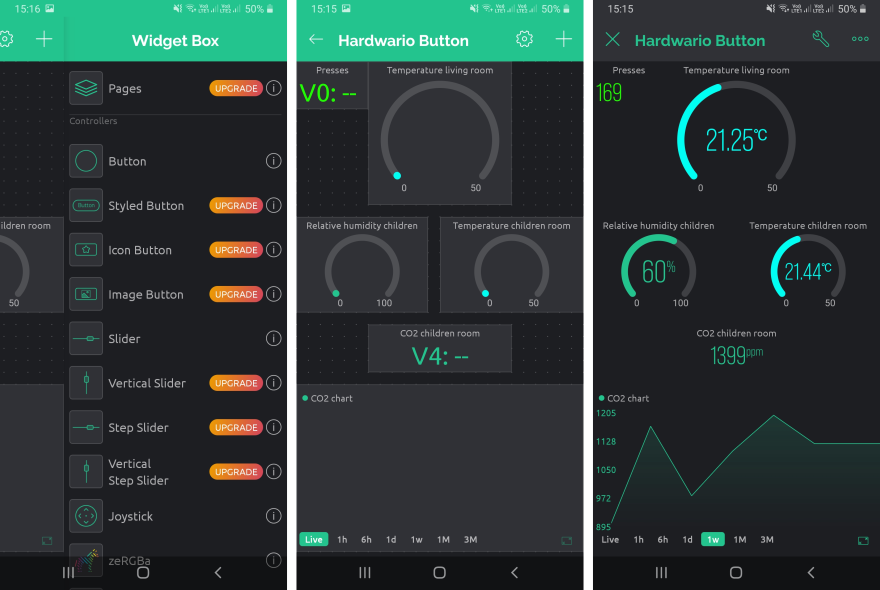 15:16
50%
Widget Box
Pages
UPGRADE
Controllers
Button
Button
Styled Button
UPGRADE
ildren room
Icon Button
UPGRADE
Image Button
UPGRADE
50
Slider
Vertical Slider
UPGRADE
Step Slider
UPGRADE
Vertical
Step Slider
UPGRADE
Joystick
zeRGBa
15:15
50%
Hardwario Button
Presses
V0: --
Temperature living room
0
50
Relative humidity children
0
100
Temperature children room
0
50
CO2 children room
V4: --
CO2 chart
Live 1h 6h 1d 1w 1M 3M
15:15
50%
Hardwario Button
Presses
169
Temperature living room
21.25°C
0
50
Relative humidity children
60%
0
100
Temperature children room
21.44°C
0
50
CO2 children room
1399ppm
CO2 chart
1205
1128
1050
972
895
Live 1h 6h 1d 1w 1M 3M